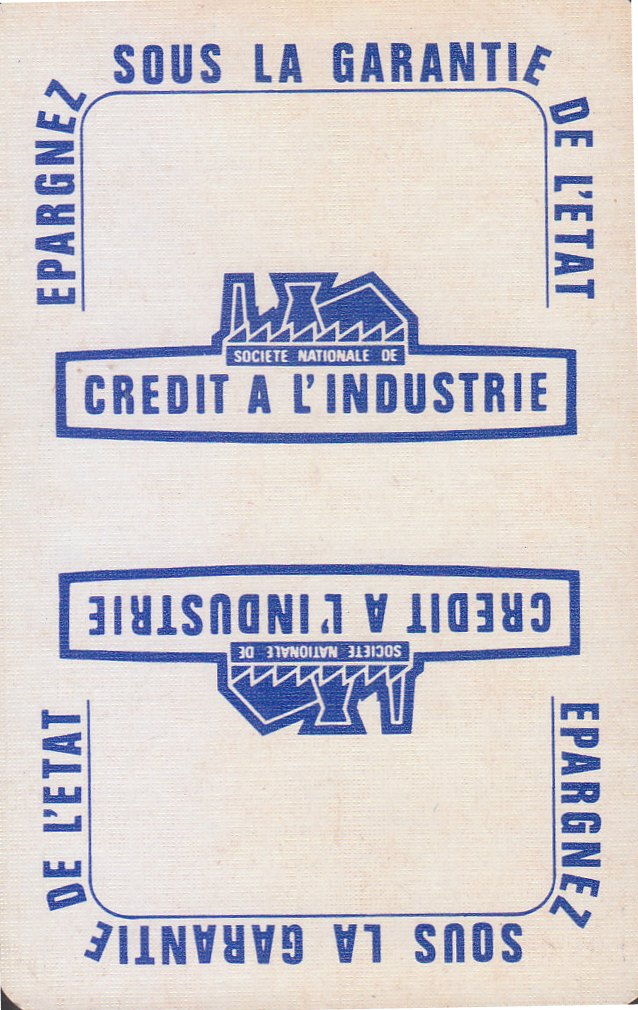 EPARGNEZ SOUS LA GARANTIE DE L'ETAT
SOCIETE NATIONALE DE
CREDIT A L'INDUSTRIE
CREDIT A L'INDUSTRIE
SOCIETE NATIONALE DE
EPARGNEZ SOUS LA GARANTIE DE L'ETAT